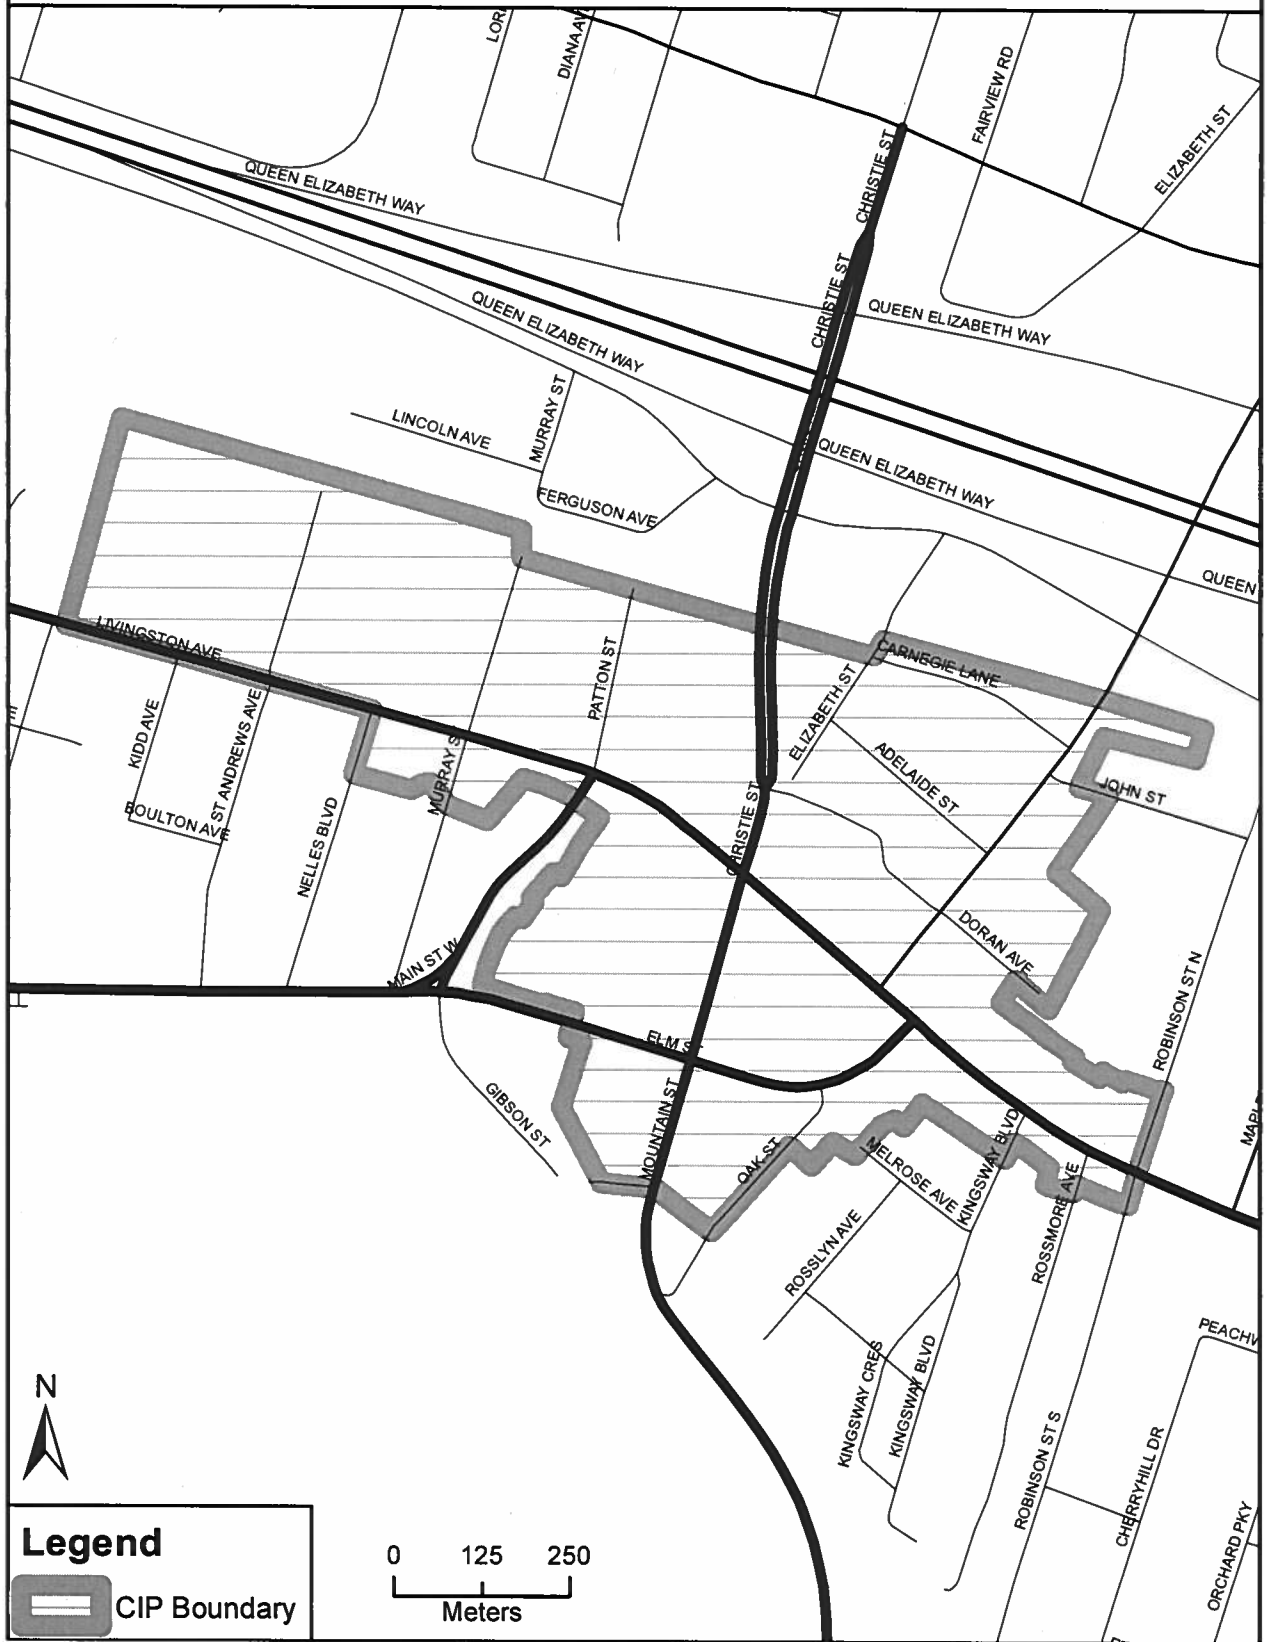 DIANA AV
FAIRVIEW RD
ELIZABETH ST
CHRISTIE ST
QUEEN ELIZABETH WAY
CHRISTIE ST
QUEEN ELIZABETH WAY
QUEEN ELIZABETH WAY
MURRAY ST
LINCOLN AVE
QUEEN ELIZABETH WAY
FERGUSON AVE
QUEEN
LIVINGSTON AVE
PATTON ST
CARNEGIE LANE
ELIZABETH ST
KIDD AVE
ST ANDREWS AVE
MURRAY S
ADELAIDE ST
JOHN ST
BOULTON AVE
NELLES BLVD
CHRISTIE ST
DORAN AVE
MAIN ST W
ROBINSON ST N
ELM ST
GIBSON ST
MOUNTAIN ST
OAK ST
MELROSE AVE
KINGSWAY BLVD
ROSSMORE AVE
ROSSLYN AVE
PEACHW
KINGSWAY CRES
KINGSWAY BLVD
ROBINSON ST S
CHERRYHILL DR
ORCHARD PKY
N
Legend
CIP Boundary
0 125 250
Meters